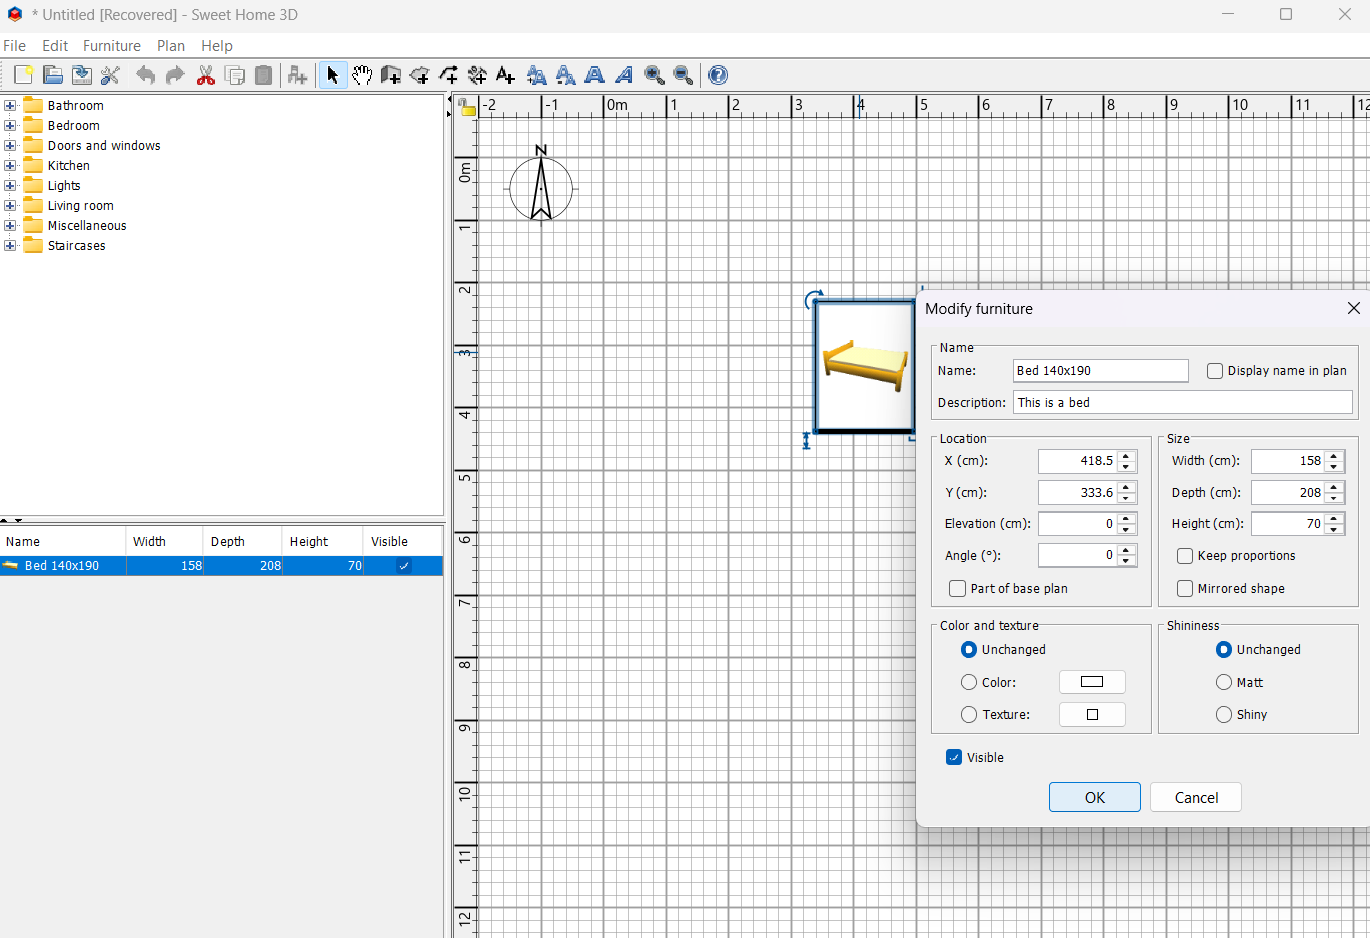 * Untitled [Recovered] - Sweet Home 3D
File Edit Furniture Plan Help
Bathroom
Bedroom
Doors and windows
Kitchen
Lights
Living room
Miscellaneous
Staircases
-2 -1 0m 1 2 3 4 5 6 7 8 9 10 11 12
N
0m
1
2
3
4
5
6
7
8
9
10
11
12
Name Width Depth Height Visible
Bed 140x190 158 208 70
Modify furniture
Name
Name: Bed 140x190 Display name in plan
Description: This is a bed
Location
X (cm): 418.5
Y (cm): 333.6
Elevation (cm): 0
Angle (°): 0
Part of base plan
Size
Width (cm): 158
Depth (cm): 208
Height (cm): 70
Keep proportions
Mirrored shape
Color and texture
Unchanged
Color:
Texture:
Shininess
Unchanged
Matt
Shiny
Visible
OK Cancel